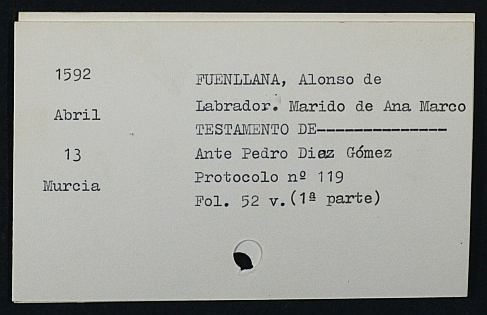 1592
Abril
13
Murcia
FUENLLANA, Alonso de
Labrador. Marido de Ana Marco
TESTAMENTO DE--------------
Ante Pedro Diaz Gómez
Protocolo nº 119
Fol. 52 v.(1ª parte)